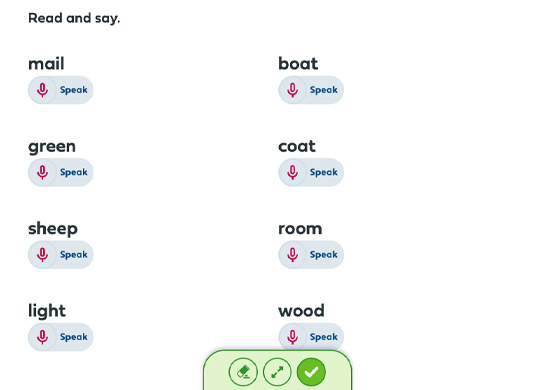 Read and say.
mail
boat
Speak
Speak
green
coat
Speak
Speak
sheep
room
Speak
Speak
light
wood
Speak
Speak